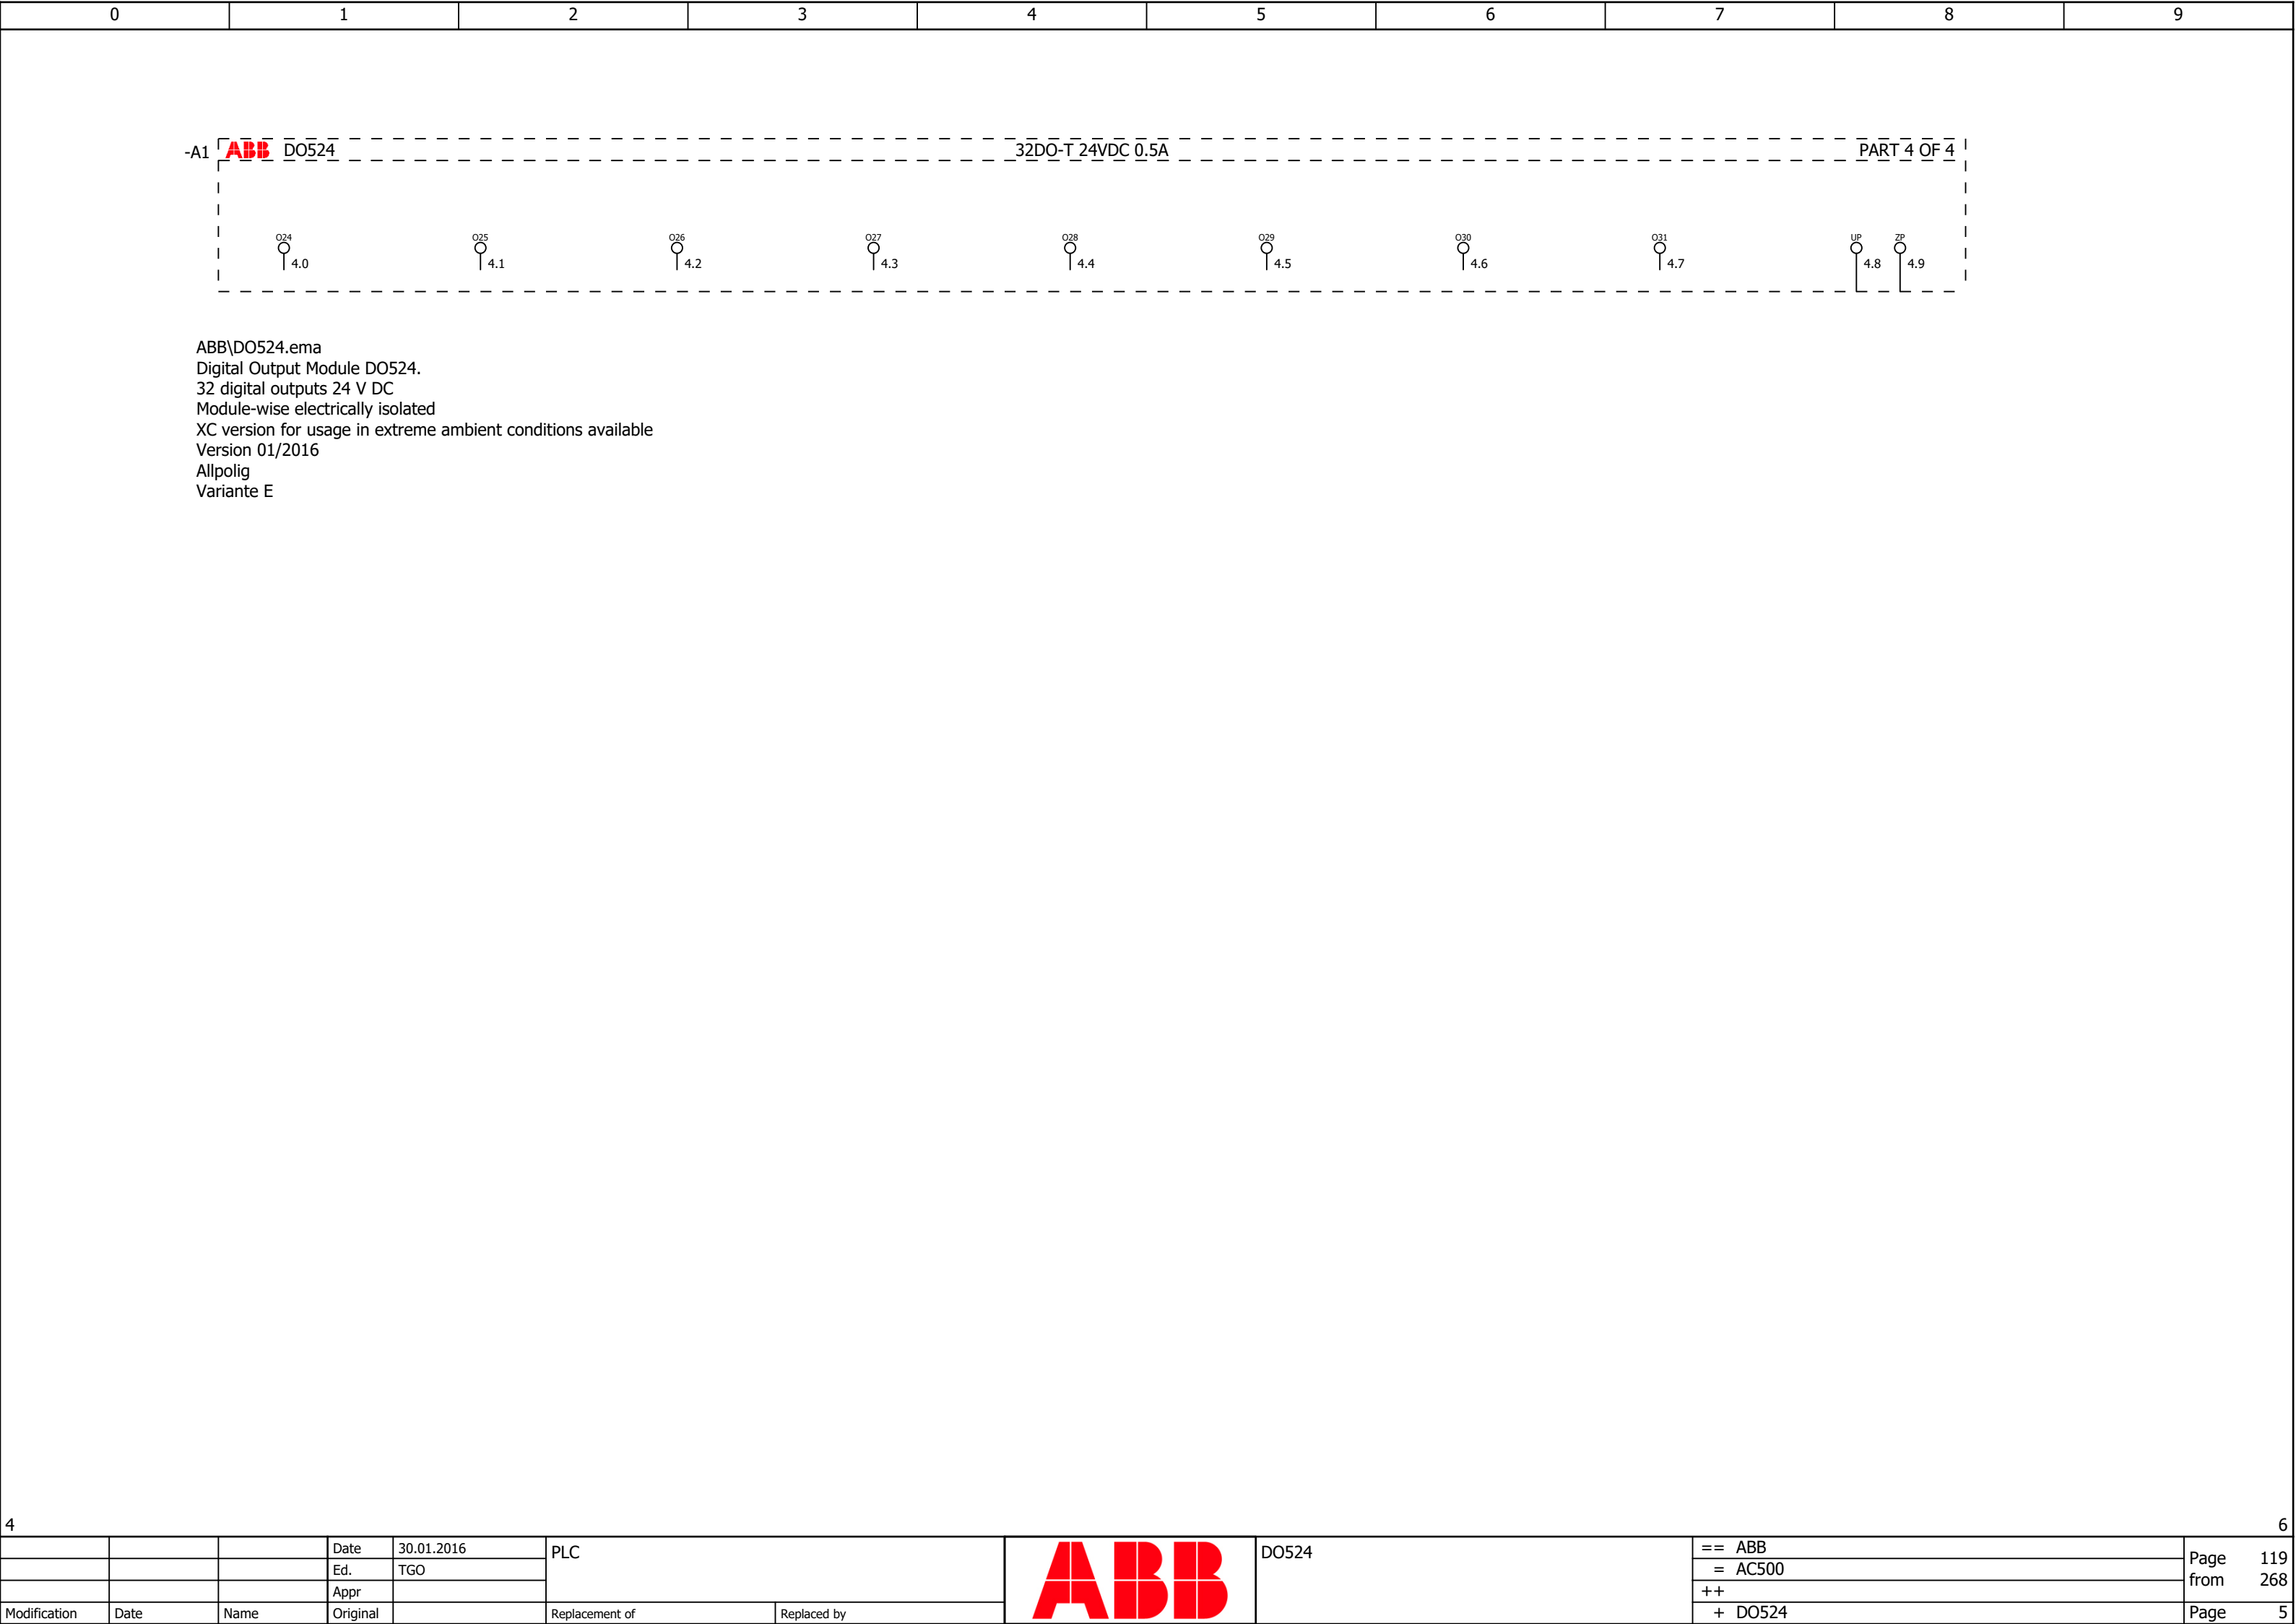 0 1 2 3 4 5 6 7 8 9
-A1 ABB DO524 32DO-T 24VDC 0.5A PART 4 OF 4
O24 O25 O26 O27 O28 O29 O30 O31 UP ZP
4.0 4.1 4.2 4.3 4.4 4.5 4.6 4.7 4.8 4.9
ABB\DO524.ema
Digital Output Module DO524.
32 digital outputs 24 V DC
Module-wise electrically isolated
XC version for usage in extreme ambient conditions available
Version 01/2016
Allpolig
Variante E
4 6
Date 30.01.2016 PLC ABB DO524 == ABB Page 119
Ed. TGO = AC500 from 268
Appr ++
Modification Date Name Original Replacement of Replaced by + DO524 Page 5